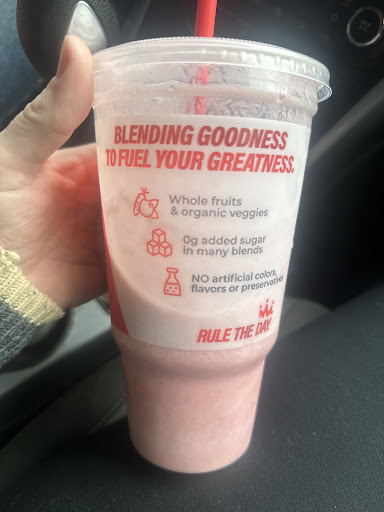 BLENDING GOODNESS
TO FUEL YOUR GREATNESS.
Whole fruits
& organic veggies
0g added sugar
in many blends
NO artificial colors,
flavors or preservatives
RULE THE DAY.